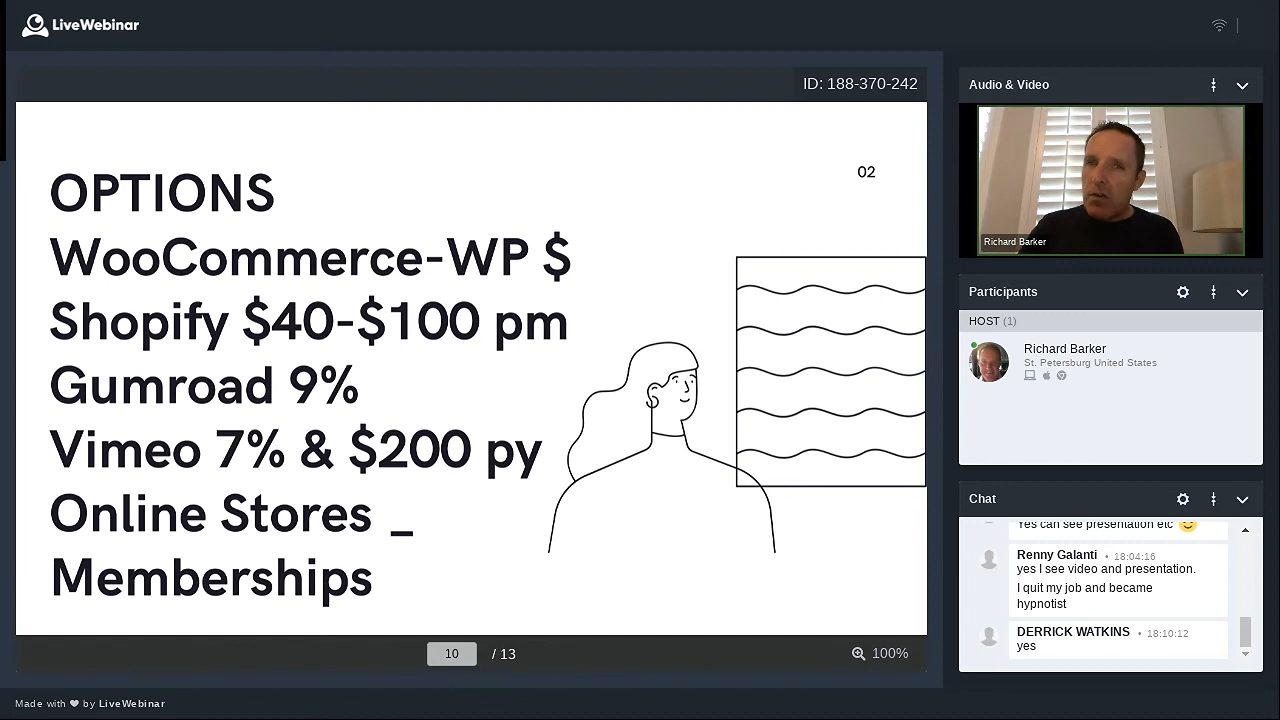 LiveWebinar
ID: 188-370-242
OPTIONS
WooCommerce-WP $
Shopify $40-$100 pm
Gumroad 9%
Vimeo 7% & $200 py
Online Stores _
Memberships
02
10 / 13
100%
Audio & Video
Richard Barker
Participants
HOST (1)
Richard Barker
St. Petersburg United States
Chat
Yes can see presentation etc
Renny Galanti • 18:04:16
yes I see video and presentation.
I quit my job and became
hypnotist
DERRICK WATKINS • 18:10:12
yes
Made with ❤ by LiveWebinar